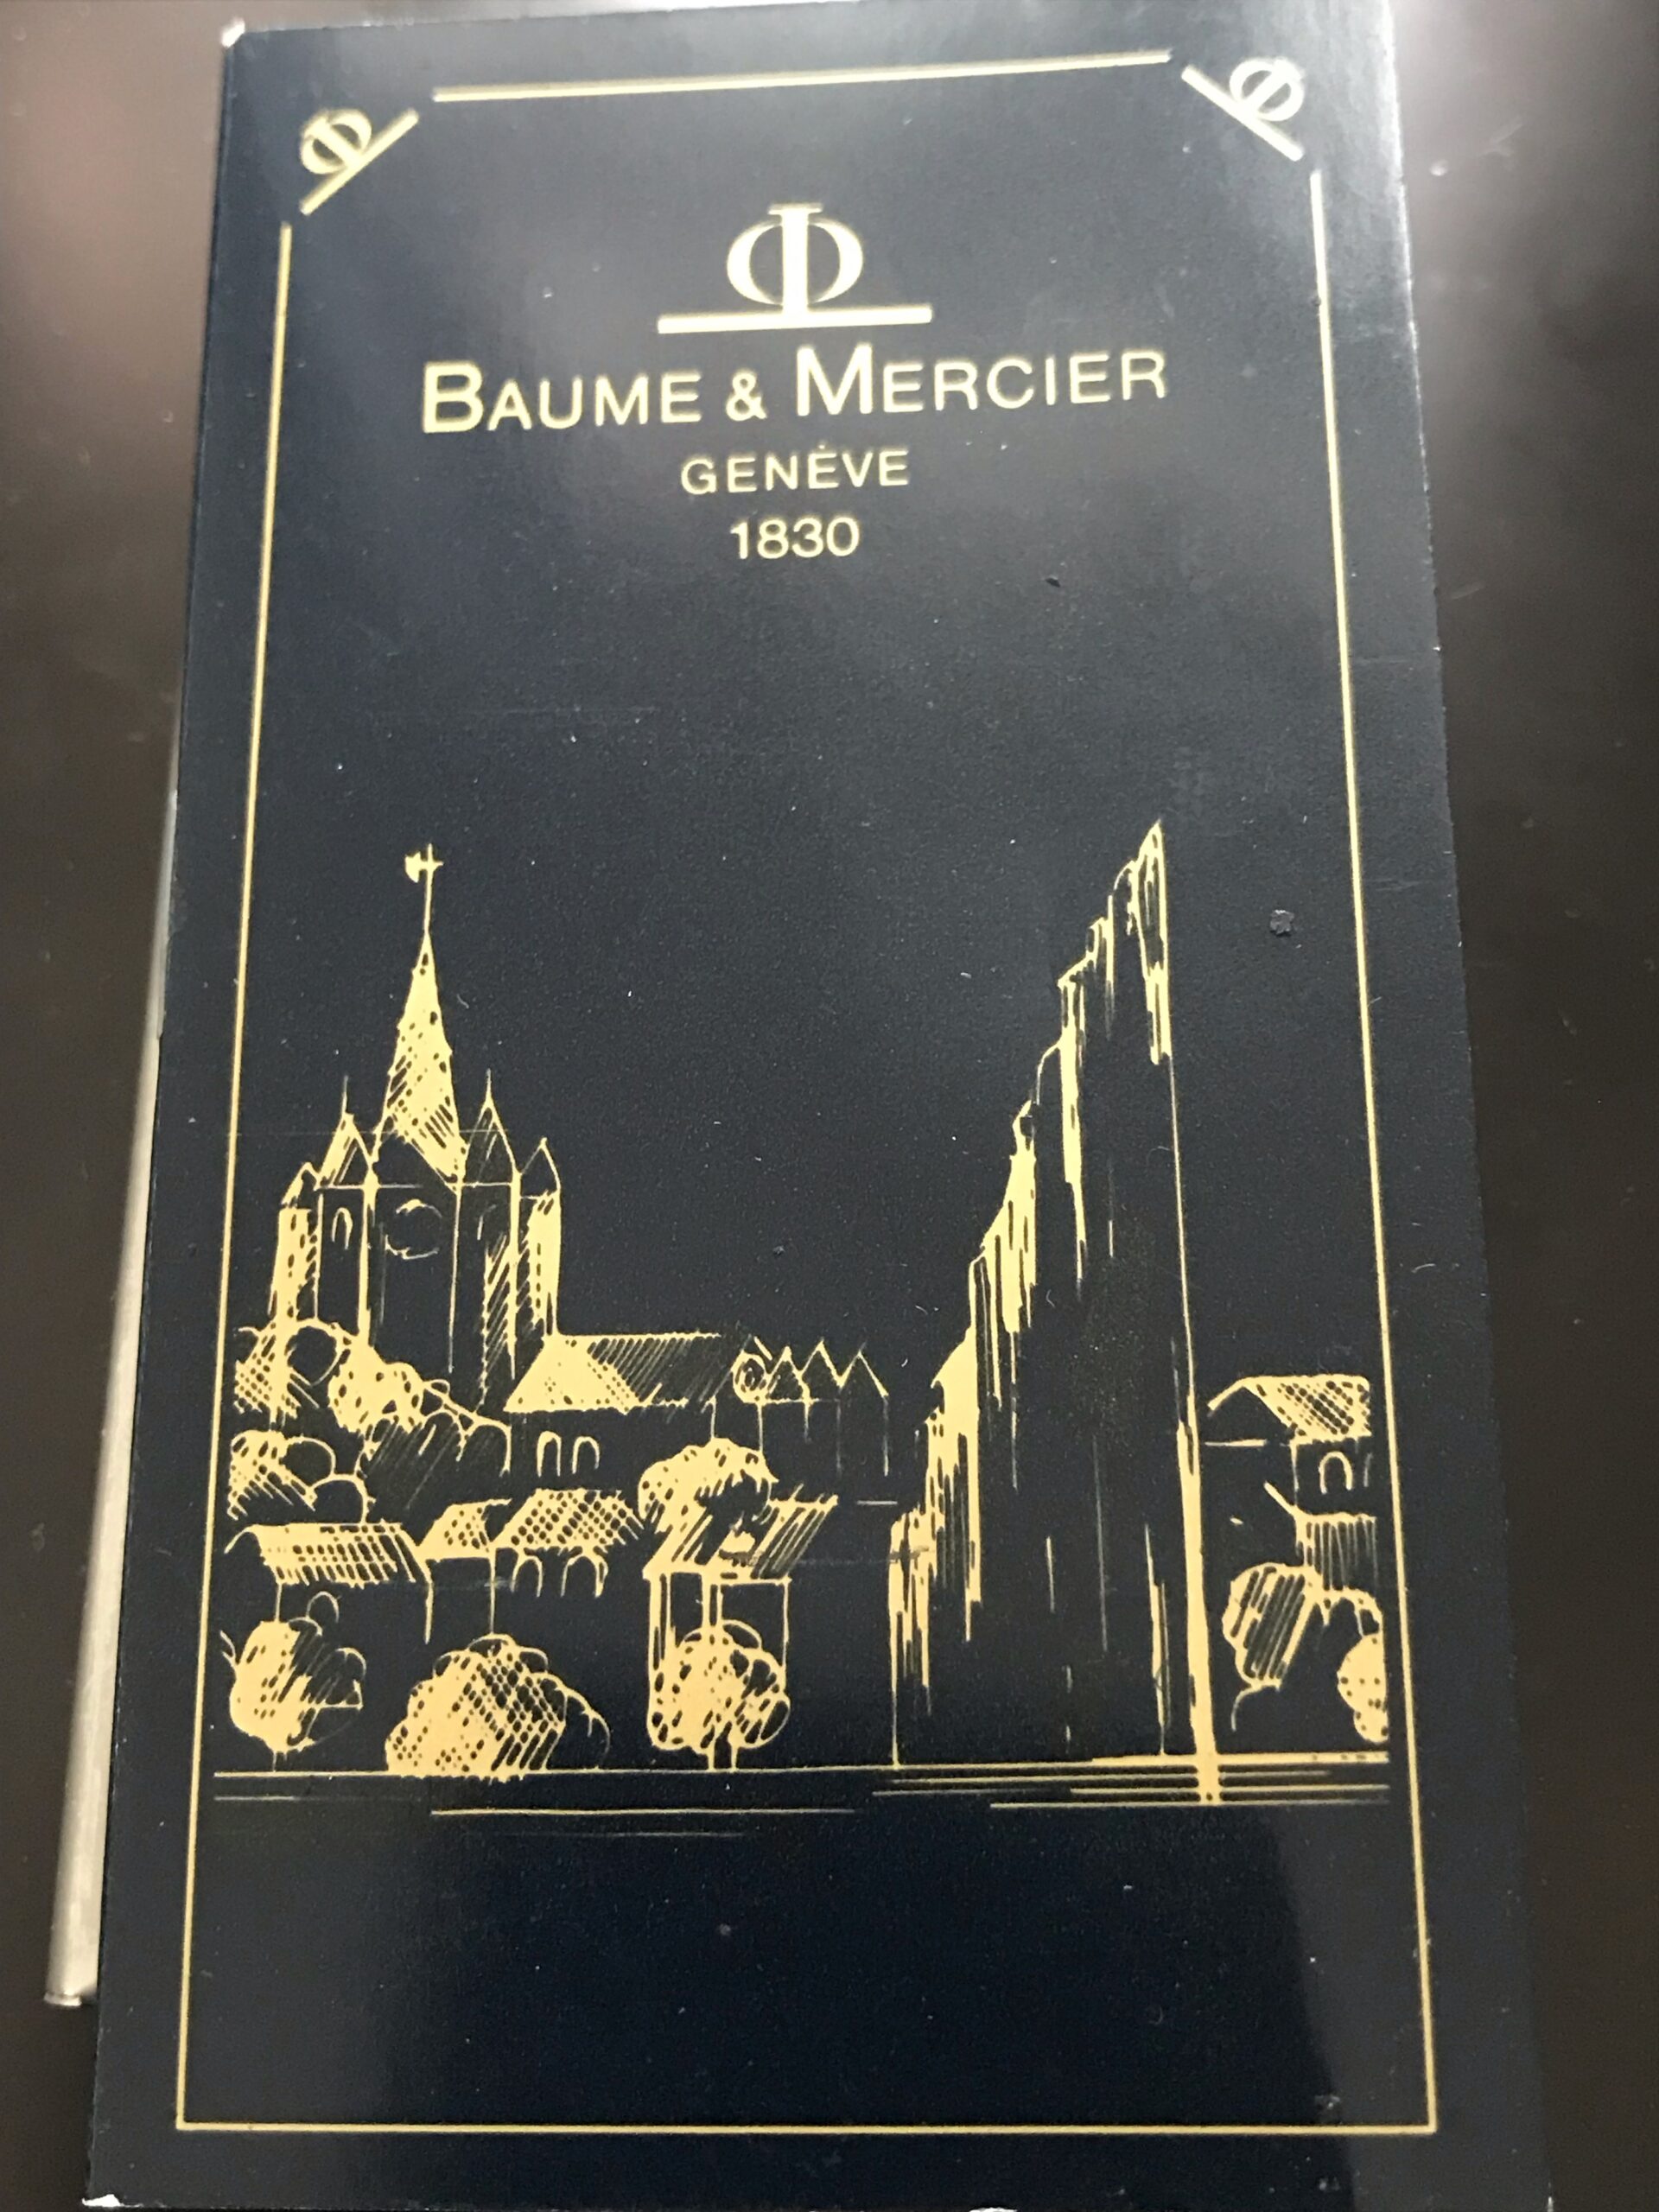 Φ Φ
Φ
BAUME & MERCIER
GENÈVE
1830